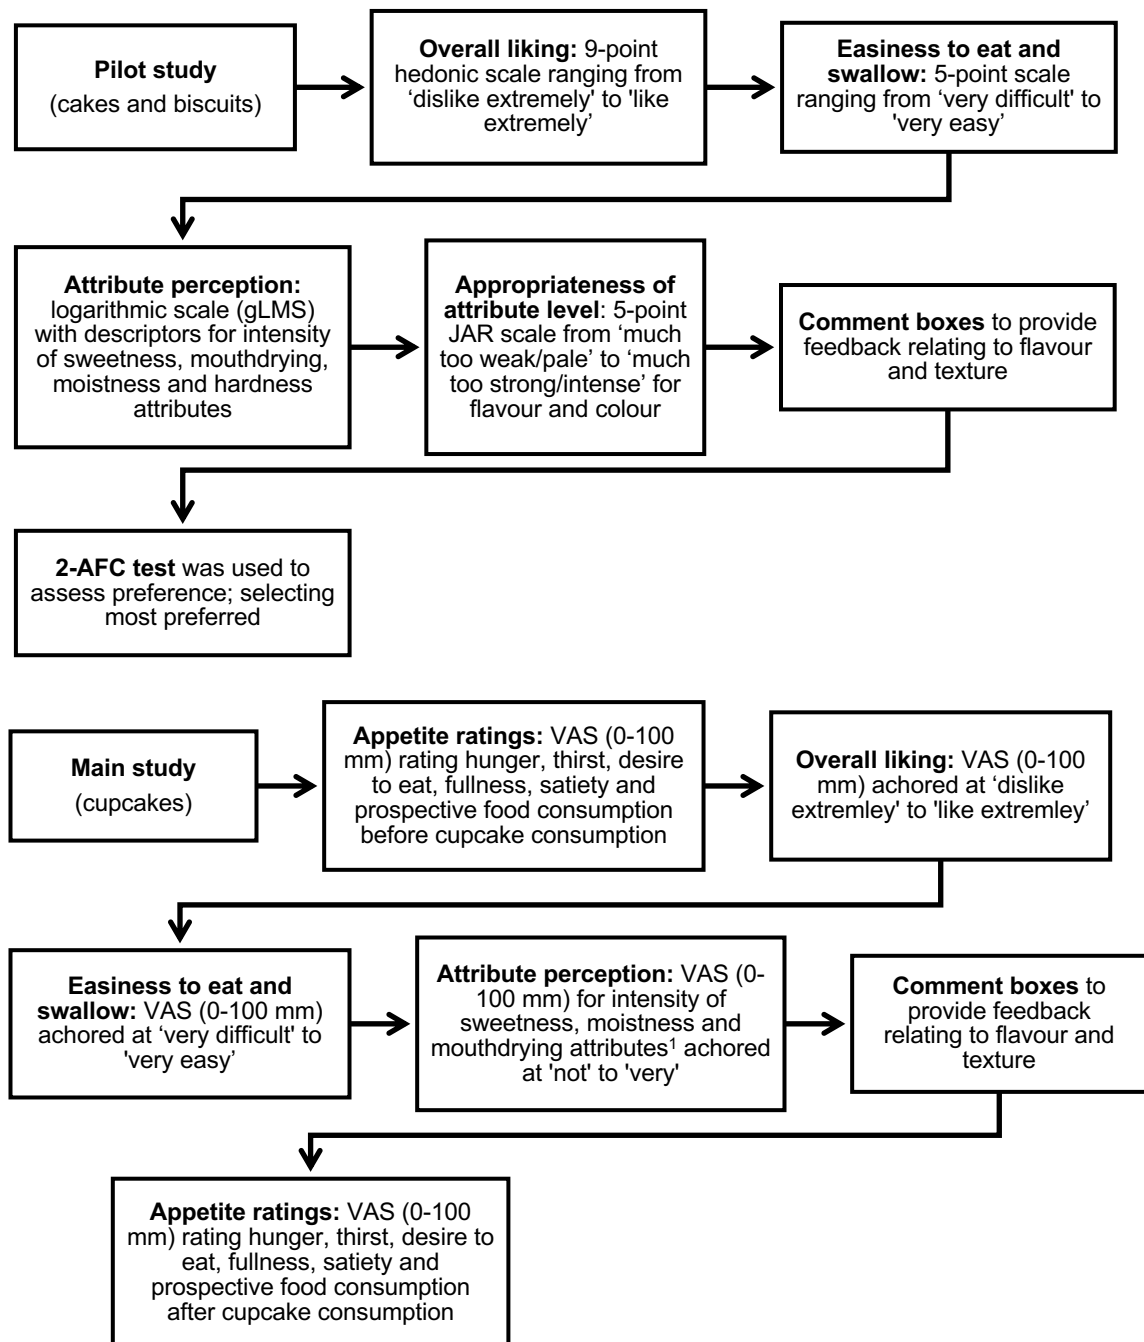 Pilot study
(cakes and biscuits)
Overall liking: 9-point
hedonic scale ranging from
‘dislike extremely' to 'like
extremely’
Easiness to eat and
swallow: 5-point scale
ranging from ‘very difficult' to
'very easy’
Attribute perception:
logarithmic scale (gLMS)
with descriptors for intensity
of sweetness, mouthdrying,
moistness and hardness
attributes
Appropriateness of
attribute level: 5-point
JAR scale from ‘much
too weak/pale’ to ‘much
too strong/intense’ for
flavour and colour
Comment boxes to provide
feedback relating to flavour
and texture
2-AFC test was used to
assess preference; selecting
most preferred
Main study
(cupcakes)
Appetite ratings: VAS (0-100
mm) rating hunger, thirst, desire
to eat, fullness, satiety and
prospective food consumption
before cupcake consumption
Overall liking: VAS (0-100
mm) achored at ‘dislike
extremley' to 'like extremley’
Easiness to eat and
swallow: VAS (0-100 mm)
achored at ‘very difficult' to
'very easy’
Attribute perception: VAS (0-
100 mm) for intensity of
sweetness, moistness and
mouthdrying attributes¹ achored
at 'not' to 'very'
Comment boxes to
provide feedback
relating to flavour and
texture
Appetite ratings: VAS (0-100
mm) rating hunger, thirst, desire to
eat, fullness, satiety and
prospective food consumption
after cupcake consumption